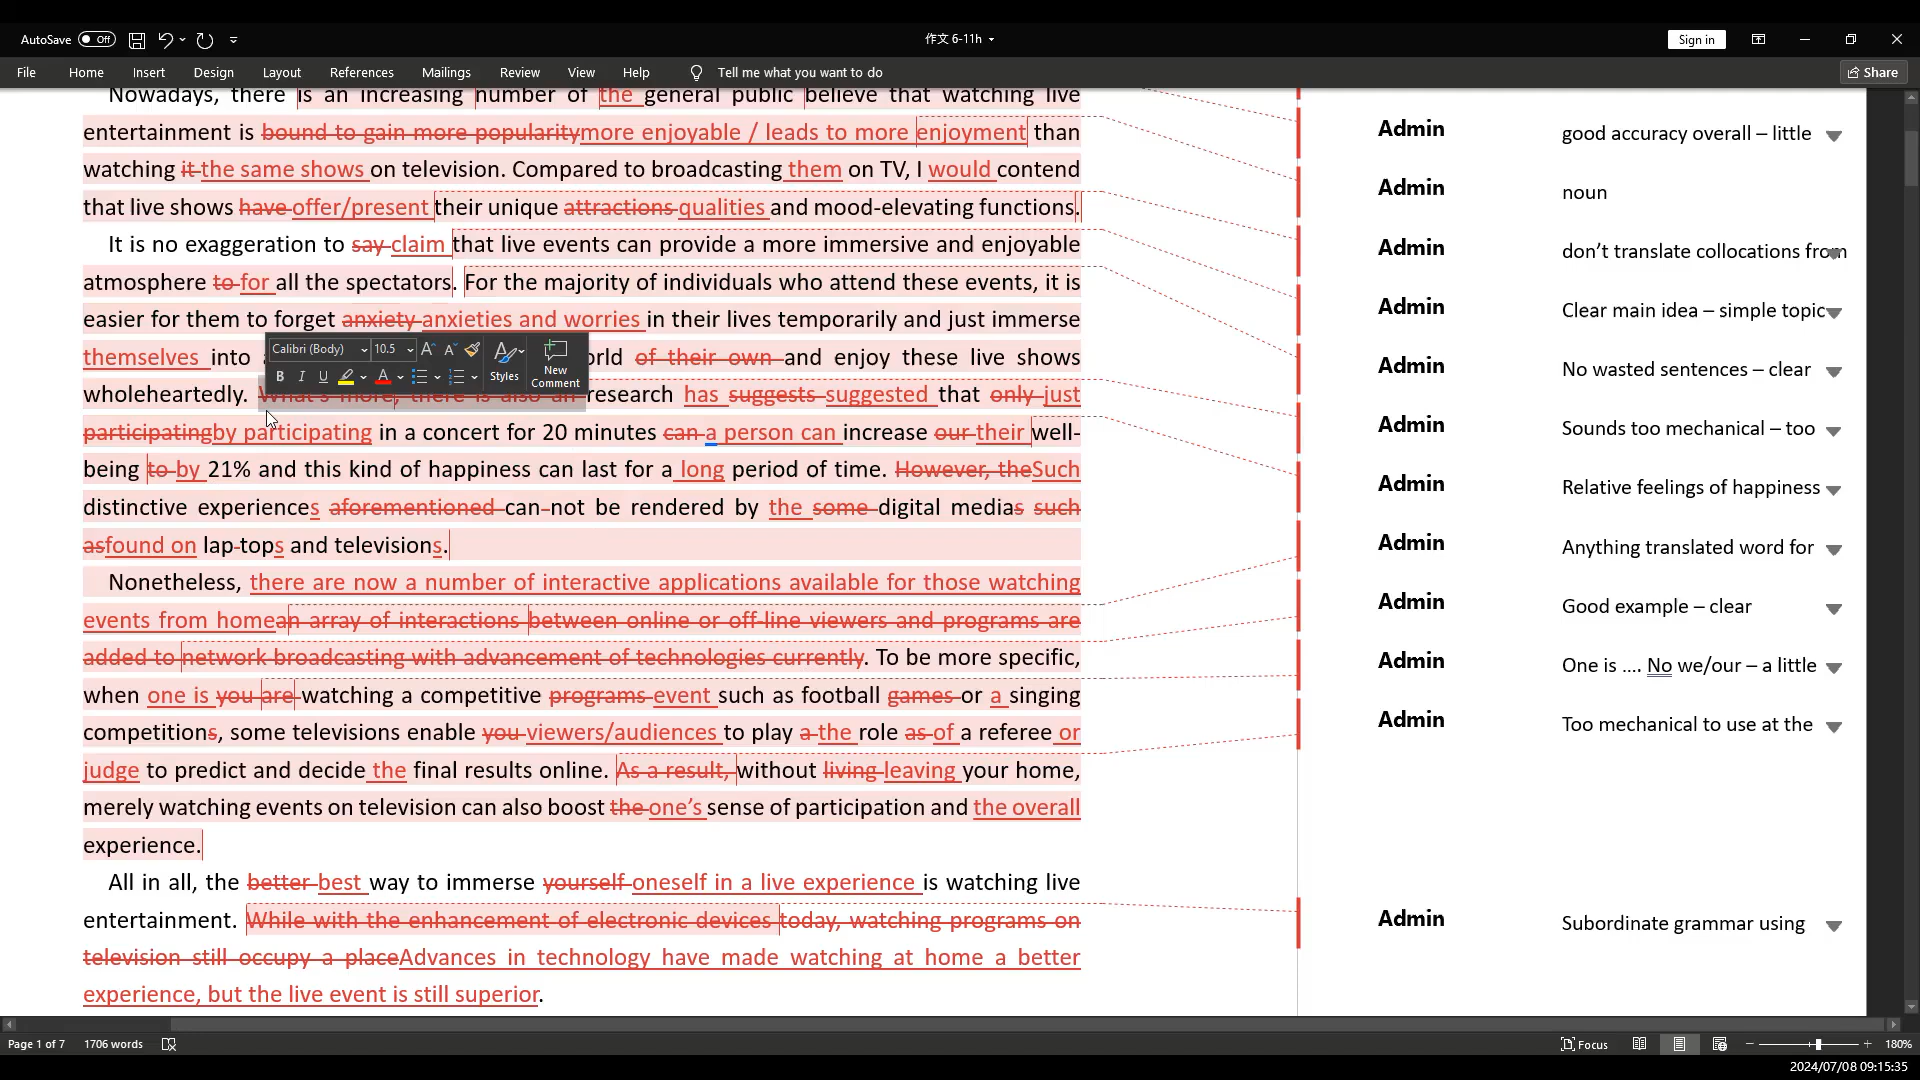 AutoSave Off 作文 6-11h Sign in
File Home Insert Design Layout References Mailings Review View Help Tell me what you want to do Share
Nowadays, there is an increasing number of the general public believe that watching live
entertainment is bound to gain more popularitymore enjoyable / leads to more enjoyment than
watching it the same shows on television. Compared to broadcasting them on TV, I would contend
that live shows have offer/present their unique attractions qualities and mood-elevating functions.
It is no exaggeration to say claim that live events can provide a more immersive and enjoyable
atmosphere to for all the spectators. For the majority of individuals who attend these events, it is
easier for them to forget anxiety anxieties and worries in their lives temporarily and just immerse
themselves into of their own and enjoy these live shows
Calibri (Body) 10.5
B I U A Styles New Comment
wholeheartedly. What's more, there is also an research has suggests suggested that only just
participatingby participating in a concert for 20 minutes can a person can increase our their well-
being to by 21% and this kind of happiness can last for a long period of time. However, theSuch
distinctive experiences aforementioned can-not be rendered by the some digital medias such
asfound on lap-tops and televisions.
Nonetheless, there are now a number of interactive applications available for those watching
events from homean array of interactions between online or off-line viewers and programs are
added to network broadcasting with advancement of technologies currently. To be more specific,
when one is you are watching a competitive programs event such as football games or a singing
competitions, some televisions enable you viewers/audiences to play a the role as of a referee or
judge to predict and decide the final results online. As a result, without living leaving your home,
merely watching events on television can also boost the one's sense of participation and the overall
experience.
All in all, the better best way to immerse yourself oneself in a live experience is watching live
entertainment. While with the enhancement of electronic devices today, watching programs on
television still occupy a placeAdvances in technology have made watching at home a better
experience, but the live event is still superior.
Admin good accuracy overall – little
Admin noun
Admin don't translate collocations from
Admin Clear main idea – simple topic
Admin No wasted sentences – clear
Admin Sounds too mechanical – too
Admin Relative feelings of happiness
Admin Anything translated word for
Admin Good example – clear
Admin One is .... No we/our – a little
Admin Too mechanical to use at the
Admin Subordinate grammar using
Page 1 of 7 1706 words Focus 180%
2024/07/08 09:15:35